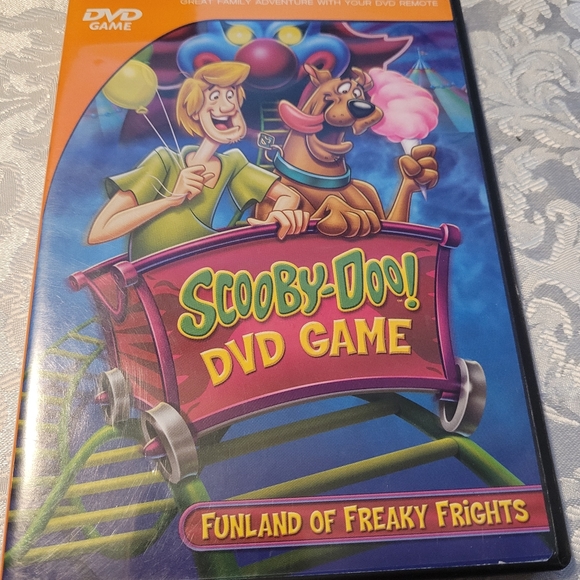 GREAT FAMILY ADVENTURE WITH YOUR DVD REMOTE
DVD
GAME
SCOOBY-DOO!
DVD GAME
FUNLAND OF FREAKY FRIGHTS